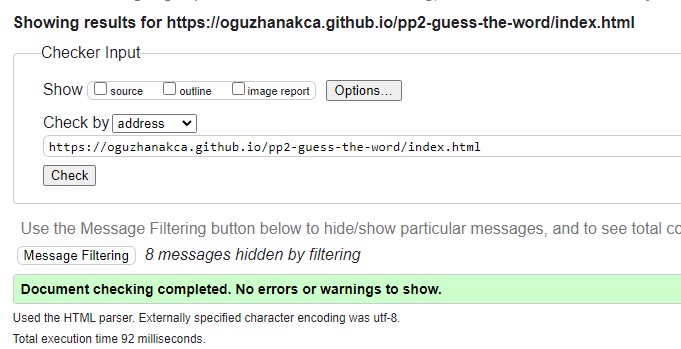 Showing results for https://oguzhanakca.github.io/pp2-guess-the-word/index.html
Checker Input
Show source outline image report Options...
Check by address
https://oguzhanakca.github.io/pp2-guess-the-word/index.html
Check
Use the Message Filtering button below to hide/show particular messages, and to see total
Message Filtering 8 messages hidden by filtering
Document checking completed. No errors or warnings to show.
Used the HTML parser. Externally specified character encoding was utf-8.
Total execution time 92 milliseconds.